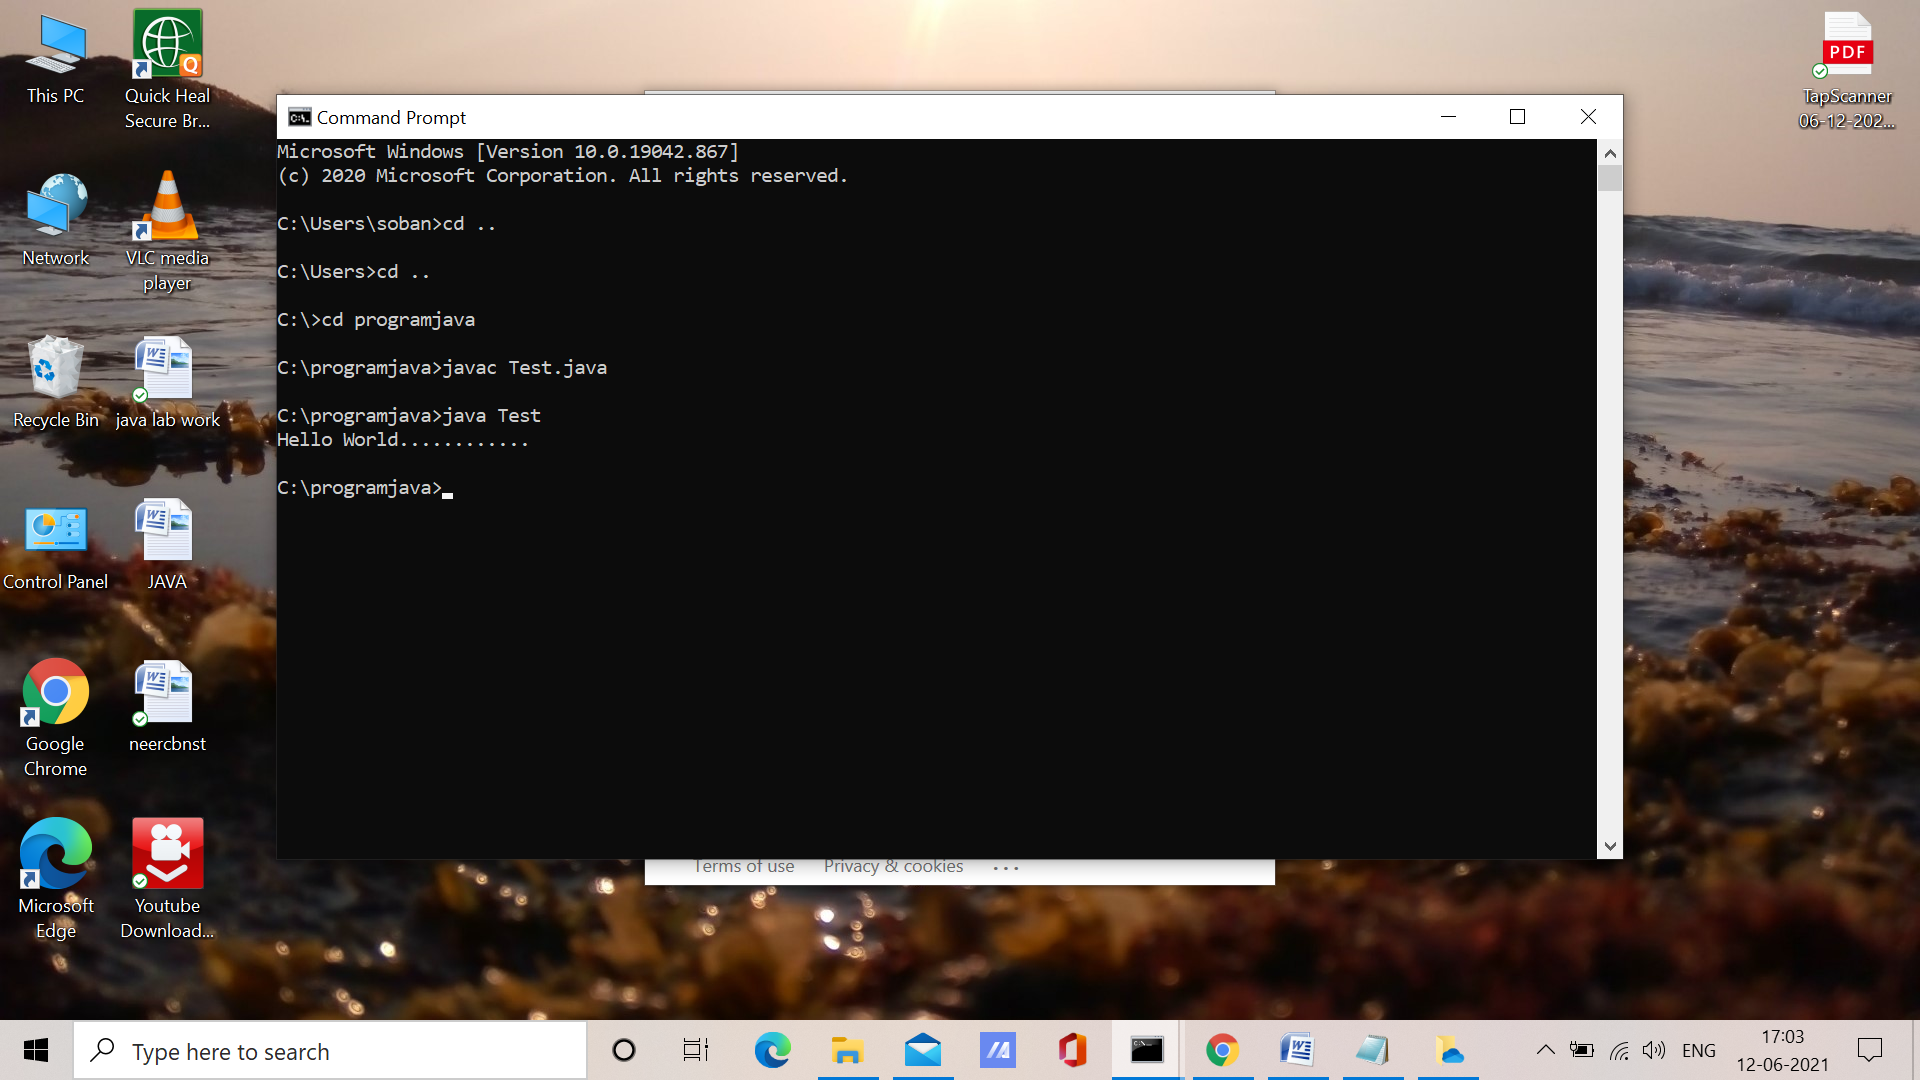 This PC
Quick Heal
Secure Br...
Network
VLC media
player
Recycle Bin
java lab work
Control Panel
JAVA
Google
Chrome
neercbnst
Microsoft
Edge
Youtube
Download...
PDF
TapScanner
06-12-202...
Command Prompt
Microsoft Windows [Version 10.0.19042.867]
(c) 2020 Microsoft Corporation. All rights reserved.
C:\Users\soban>cd ..
C:\Users>cd ..
C:\>cd programjava
C:\programjava>javac Test.java
C:\programjava>java Test
Hello World............
C:\programjava>
Terms of use Privacy & cookies ...
Type here to search
ENG
17:03
12-06-2021